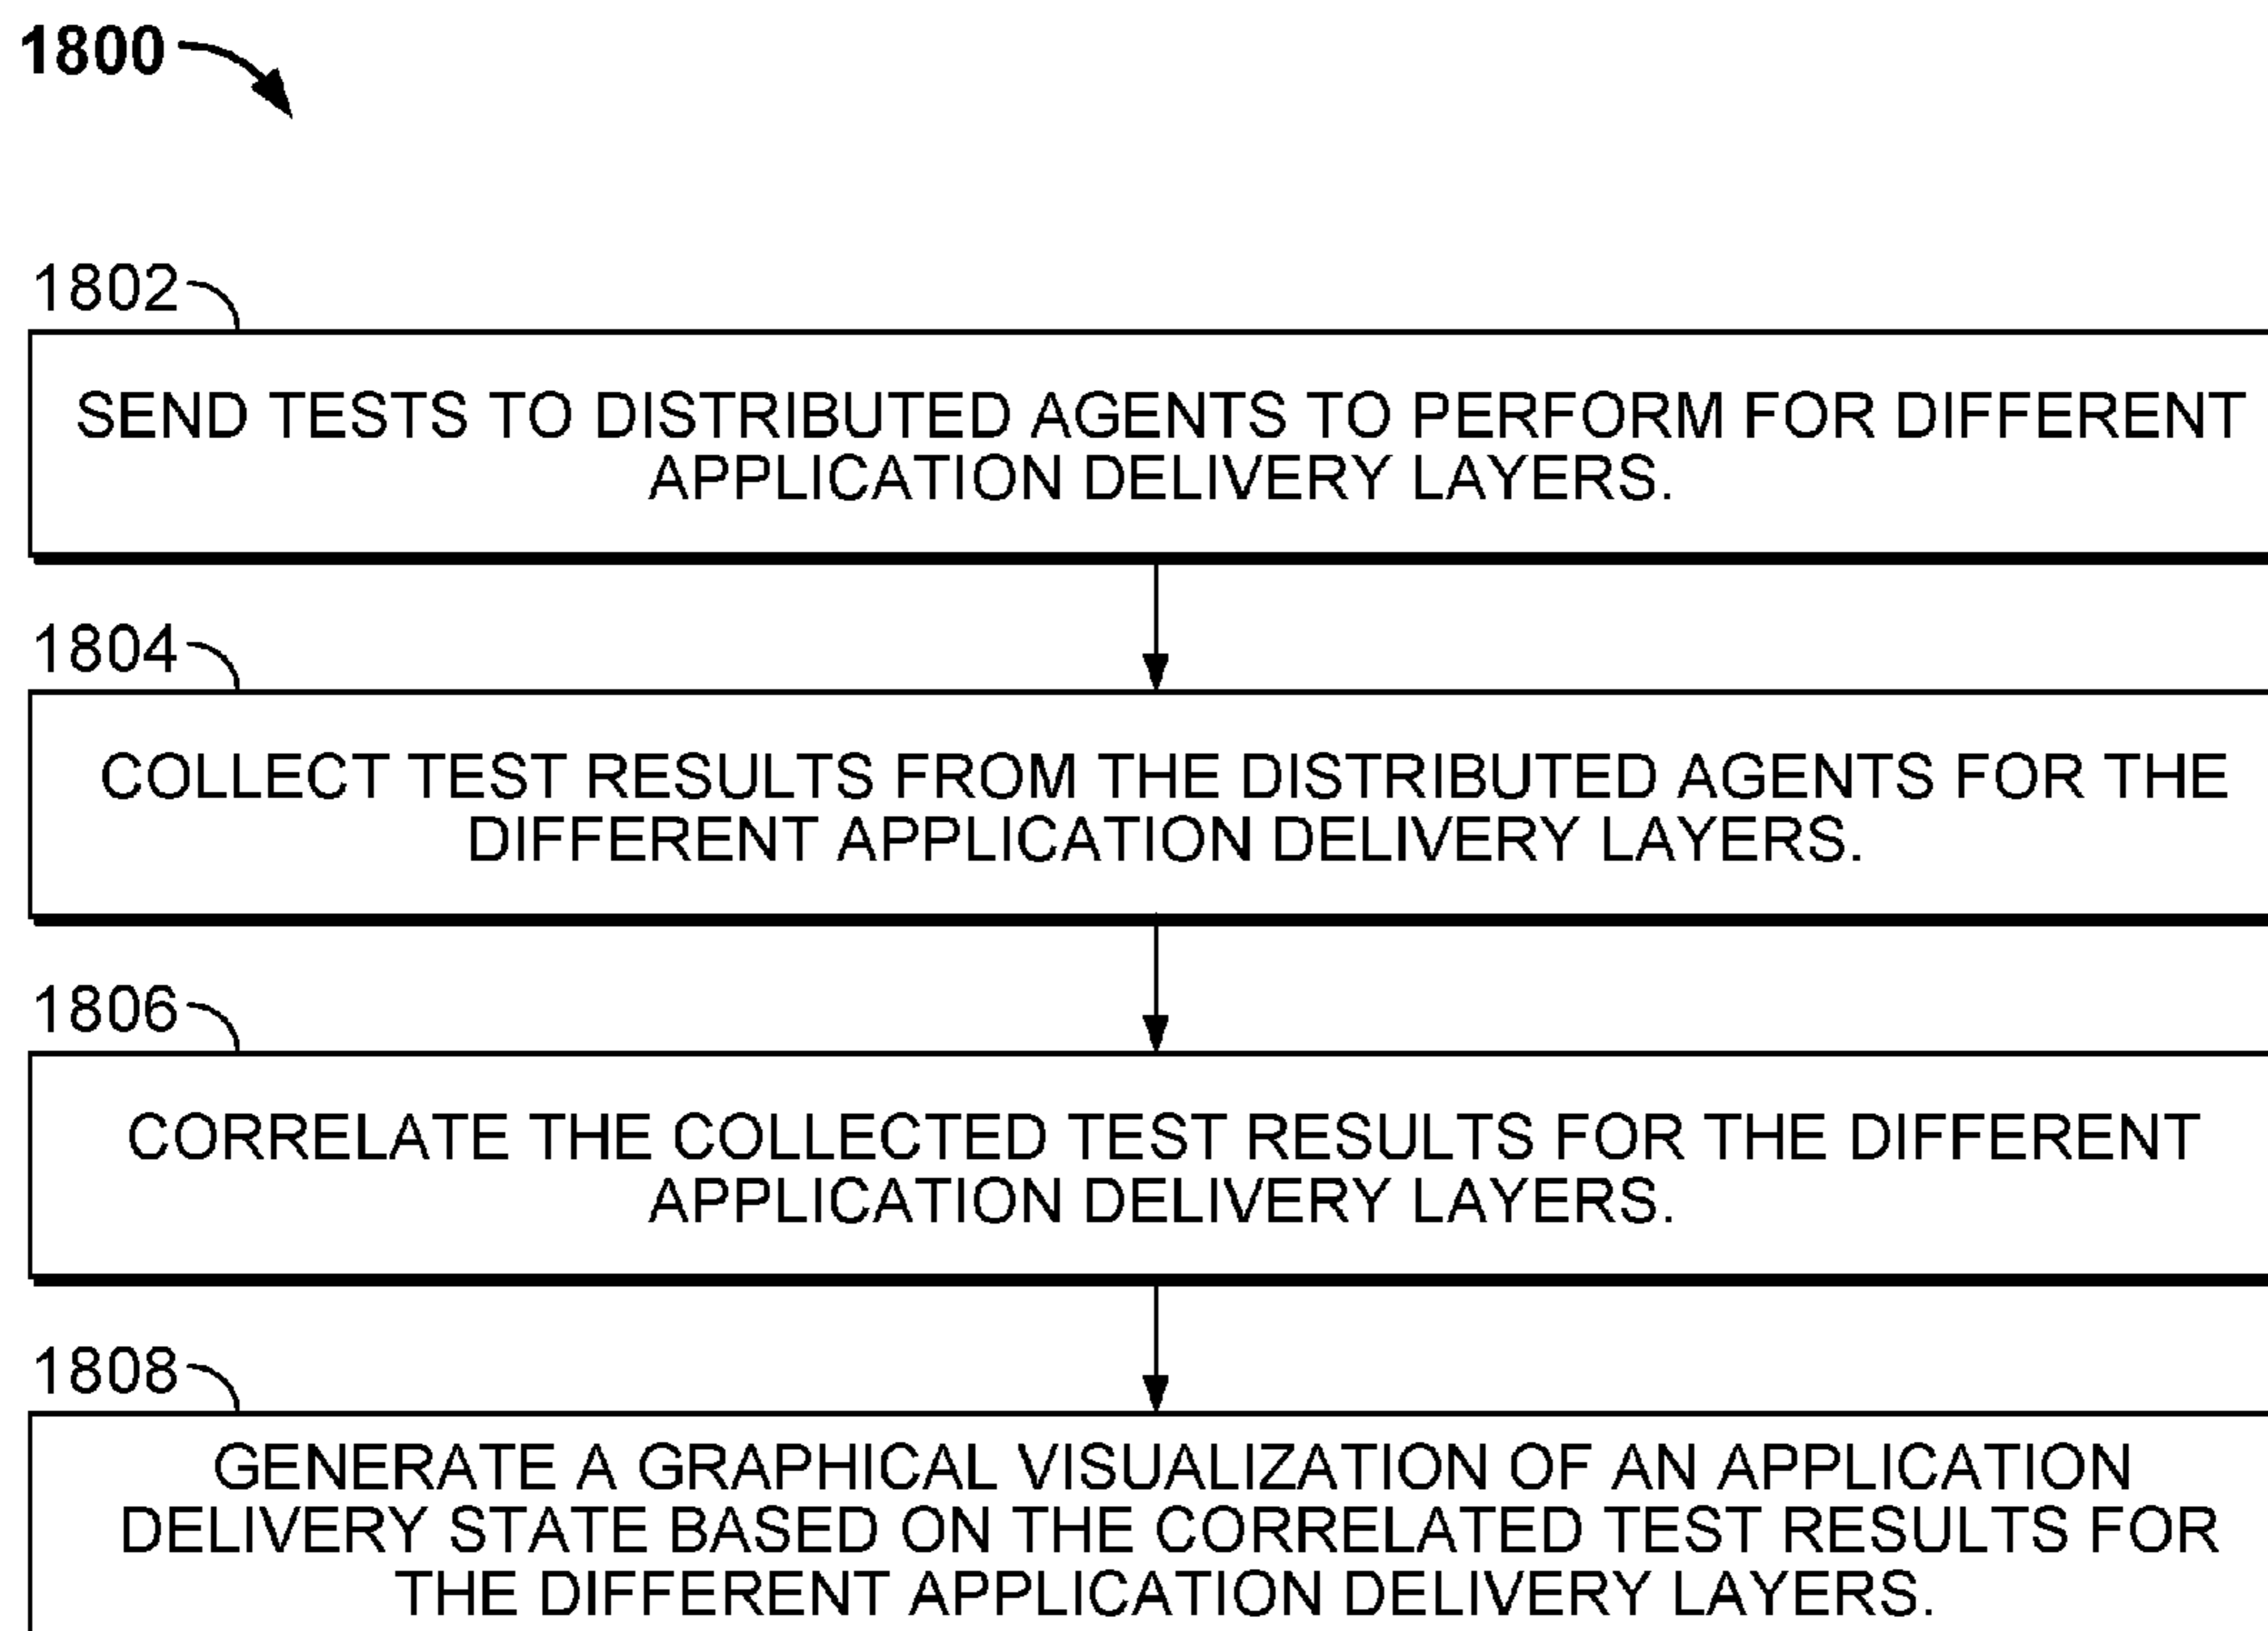 1800
1802
SEND TESTS TO DISTRIBUTED AGENTS TO PERFORM FOR DIFFERENT
APPLICATION DELIVERY LAYERS.
1804
COLLECT TEST RESULTS FROM THE DISTRIBUTED AGENTS FOR THE
DIFFERENT APPLICATION DELIVERY LAYERS.
1806
CORRELATE THE COLLECTED TEST RESULTS FOR THE DIFFERENT
APPLICATION DELIVERY LAYERS.
1808
GENERATE A GRAPHICAL VISUALIZATION OF AN APPLICATION
DELIVERY STATE BASED ON THE CORRELATED TEST RESULTS FOR
THE DIFFERENT APPLICATION DELIVERY LAYERS.